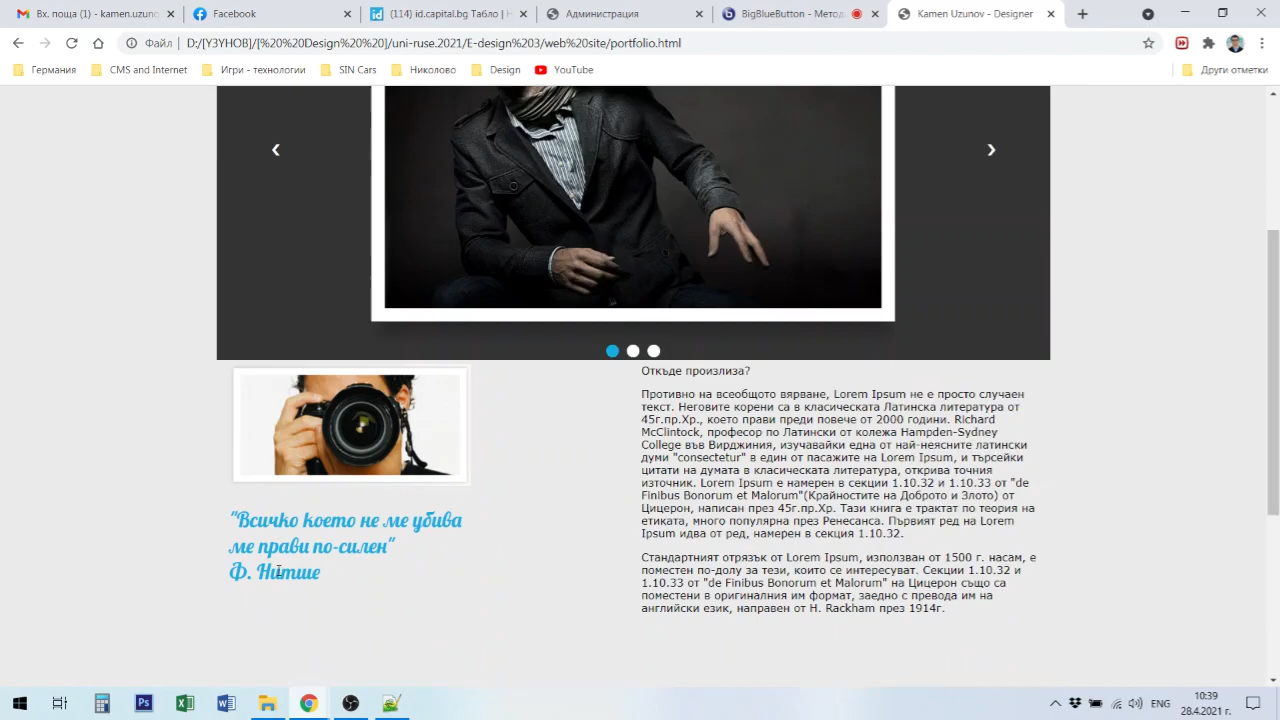 Вх. поща (1) - kamen.uzuno
Facebook
(114) id.capital.bg Табло | H
Администрация
BigBlueButton - Метод
Kamen Uzunov - Designer
Файл
D:/[УЗУНОВ]/[%20%20Design%20%20]/uni-ruse.2021/E-design%203/web%20site/portfolio.html
Германия
CMS and Internet
Игри - технологии
SIN Cars
Николово
Design
YouTube
Други отметки
Откъде произлиза?
Противно на всеобщото вярване, Lorem Ipsum не е просто случаен
текст. Неговите корени са в класическата Латинска литература от
45г.пр.Хр., което прави преди повече от 2000 години. Richard
McClintock, професор по Латински от колежа Hampden-Sydney
College във Вирджиния, изучавайки една от най-неясните латински
думи "consectetur" в един от пасажите на Lorem Ipsum, и търсейки
цитати на думата в класическата литература, открива точния
източник. Lorem Ipsum е намерен в секции 1.10.32 и 1.10.33 от "de
Finibus Bonorum et Malorum"(Крайностите на Доброто и Злото) от
Цицерон, написан през 45г.пр.Хр. Тази книга е трактат по теория на
етиката, много популярна през Ренесанса. Първият ред на Lorem
Ipsum идва от ред, намерен в секция 1.10.32.
Стандартният отрязък от Lorem Ipsum, използван от 1500 г. насам, е
поместен по-долу за тези, които се интересуват. Секции 1.10.32 и
1.10.33 от "de Finibus Bonorum et Malorum" на Цицерон също са
поместени в оригиналния им формат, заедно с превода им на
английски език, направен от H. Rackham през 1914г.
"Всичко което не ме убива
ме прави по-силен"
Ф. Нитше
ЕНГ
10:39
28.4.2021 г.